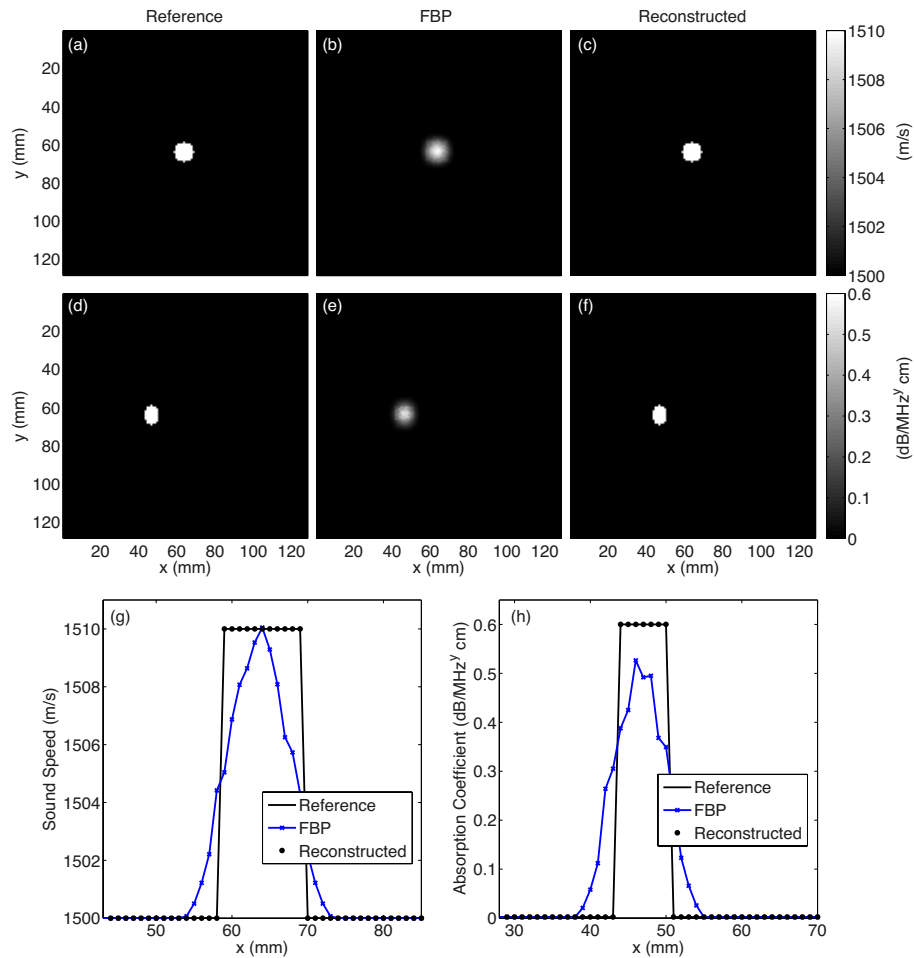 Reference FBP Reconstructed
(a) (b) (c)
20
40
60
80
100
120
y (mm)
1510
1508
1506
1504
1502
1500
(m/s)
(d) (e) (f)
20
40
60
80
100
120
y (mm)
20 40 60 80 100 120
x (mm)
20 40 60 80 100 120
x (mm)
20 40 60 80 100 120
x (mm)
0.6
0.5
0.4
0.3
0.2
0.1
0
(dB/MHz^y cm)
(g)
1510
1508
1506
1504
1502
1500
Sound Speed (m/s)
50 60 70 80
x (mm)
Reference
FBP
Reconstructed
(h)
0.6
0.5
0.4
0.3
0.2
0.1
0
Absorption Coefficient (dB/MHz^y cm)
30 40 50 60 70
x (mm)
Reference
FBP
Reconstructed